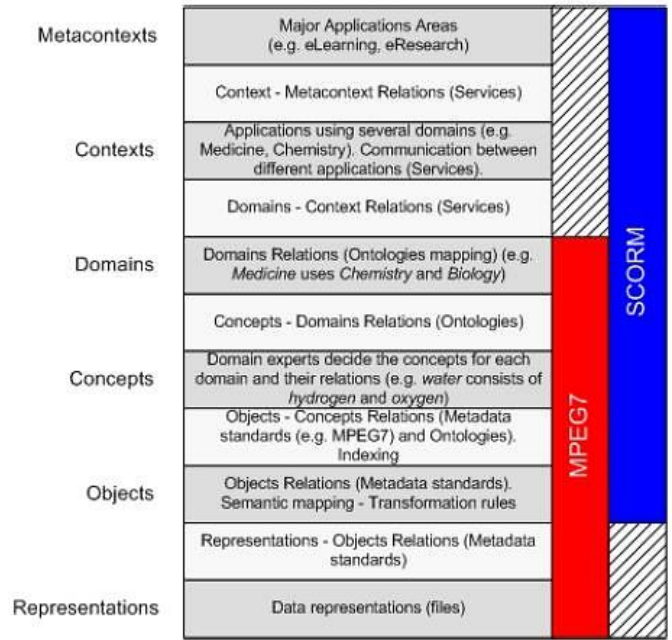 Metacontexts
Major Applications Areas
(e.g. eLearning, eResearch)
Context - Metacontext Relations (Services)
Contexts
Applications using several domains (e.g.
Medicine, Chemistry). Communication between
different applications (Services).
Domains - Context Relations (Services)
Domains
Domains Relations (Ontologies mapping) (e.g.
Medicine uses Chemistry and Biology)
Concepts - Domains Relations (Ontologies)
Concepts
Domain experts decide the concepts for each
domain and their relations (e.g. water consists of
hydrogen and oxygen)
Objects - Concepts Relations (Metadata
standards (e.g. MPEG7) and Ontologies).
Indexing
Objects
Objects Relations (Metadata standards).
Semantic mapping - Transformation rules
Representations - Objects Relations (Metadata
standards)
Representations
Data representations (files)
MPEG7
SCORM